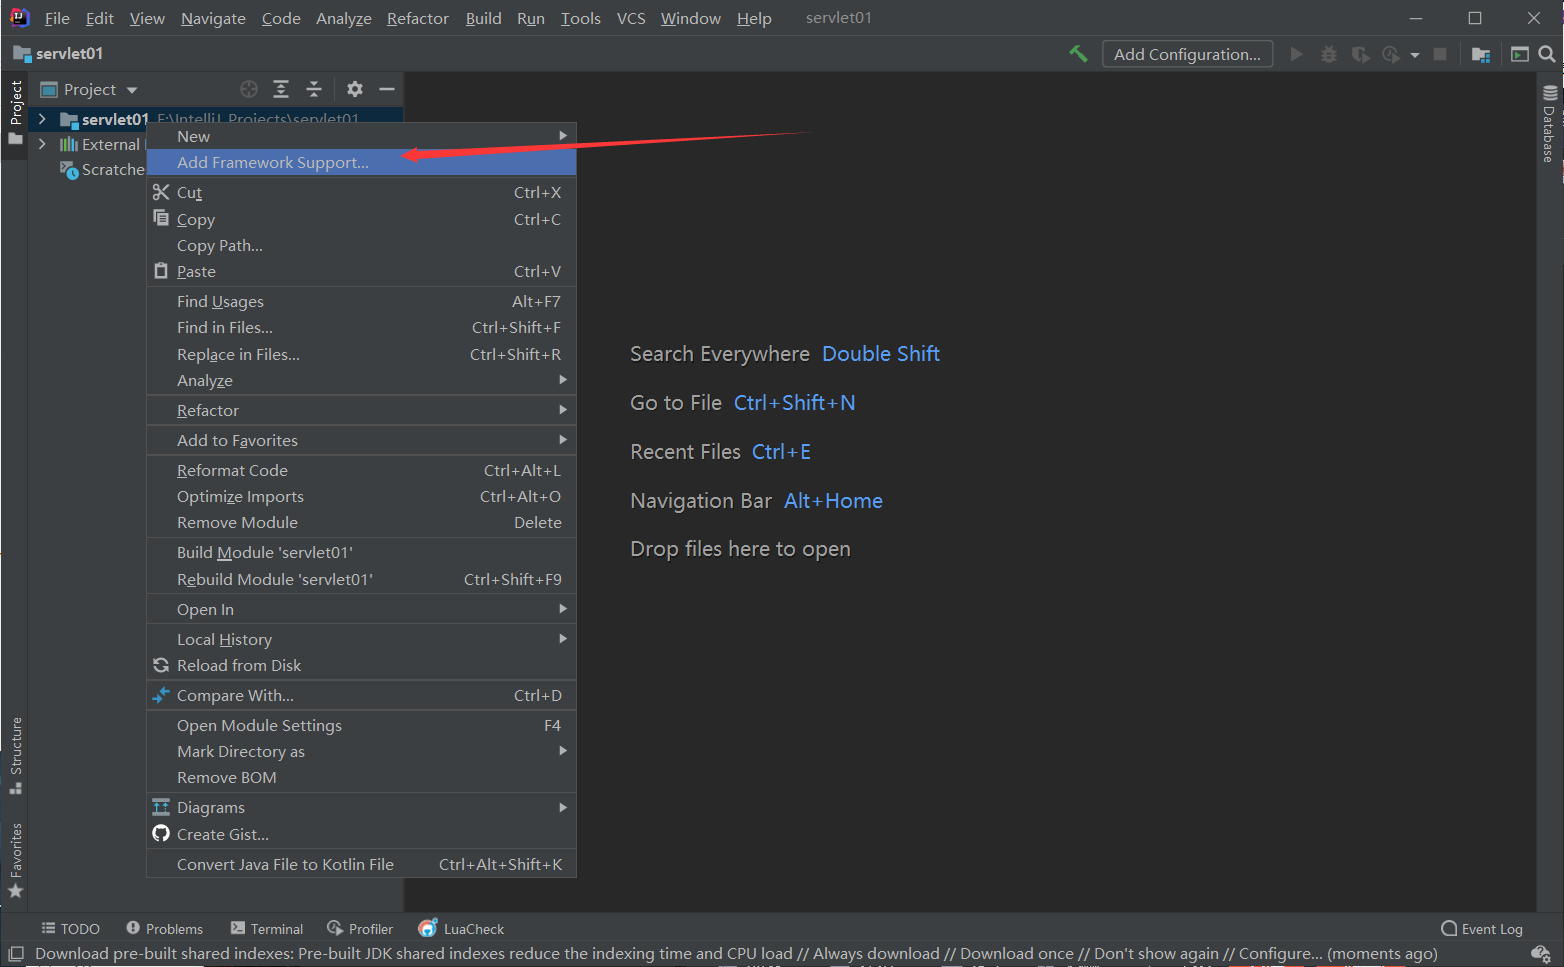 File Edit View Navigate Code Analyze Refactor Build Run Tools VCS Window Help servlet01
servlet01
Add Configuration...
Project
Project
servlet01 E:\IntelliJ_Projects\servlet01
External
Scratche
New
Add Framework Support...
Cut Ctrl+X
Copy Ctrl+C
Copy Path...
Paste Ctrl+V
Find Usages Alt+F7
Find in Files... Ctrl+Shift+F
Replace in Files... Ctrl+Shift+R
Analyze
Refactor
Add to Favorites
Reformat Code Ctrl+Alt+L
Optimize Imports Ctrl+Alt+O
Remove Module Delete
Build Module 'servlet01'
Rebuild Module 'servlet01' Ctrl+Shift+F9
Open In
Local History
Reload from Disk
Compare With... Ctrl+D
Open Module Settings F4
Mark Directory as
Remove BOM
Diagrams
Create Gist...
Convert Java File to Kotlin File Ctrl+Alt+Shift+K
Search Everywhere Double Shift
Go to File Ctrl+Shift+N
Recent Files Ctrl+E
Navigation Bar Alt+Home
Drop files here to open
Database
Structure
Favorites
TODO Problems Terminal Profiler LuaCheck Event Log
Download pre-built shared indexes: Pre-built JDK shared indexes reduce the indexing time and CPU load // Always download // Download once // Don't show again // Configure... (moments ago)